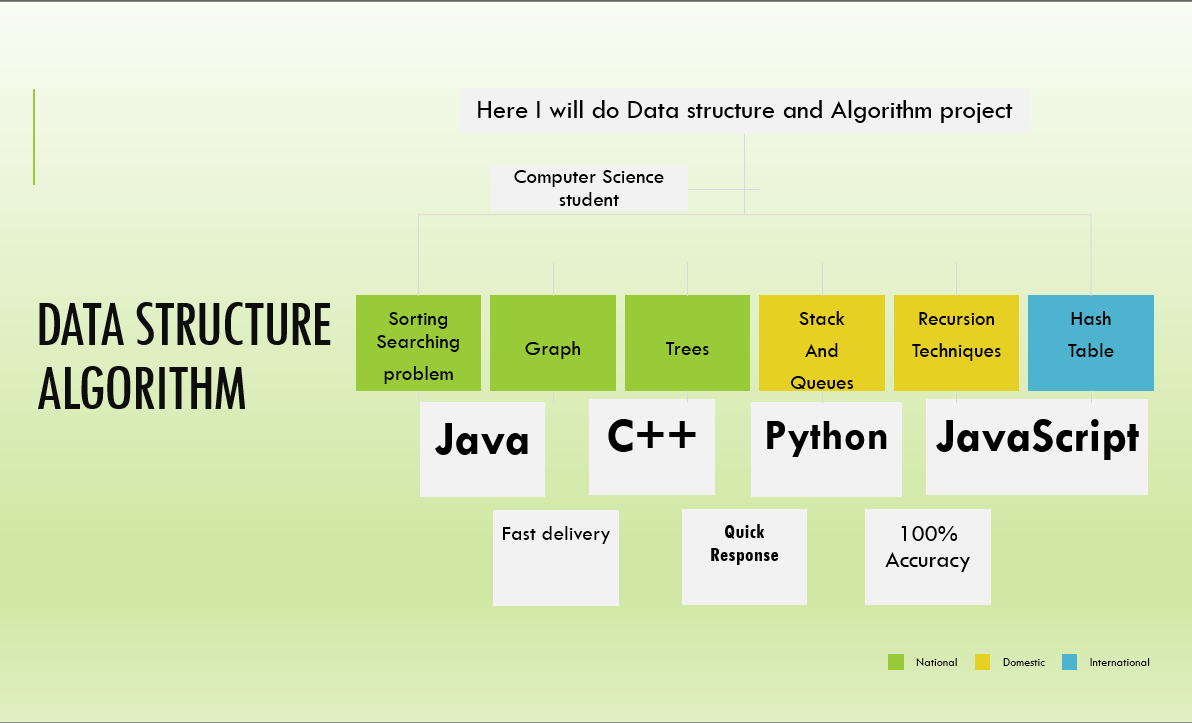 Here I will do Data structure and Algorithm project
Computer Science
student
DATA STRUCTURE
ALGORITHM
Sorting
Searching
problem
Graph
Trees
Stack
And
Queues
Recursion
Techniques
Hash
Table
Java
C++
Python
JavaScript
Fast delivery
Quick
Response
100%
Accuracy
National
Domestic
International